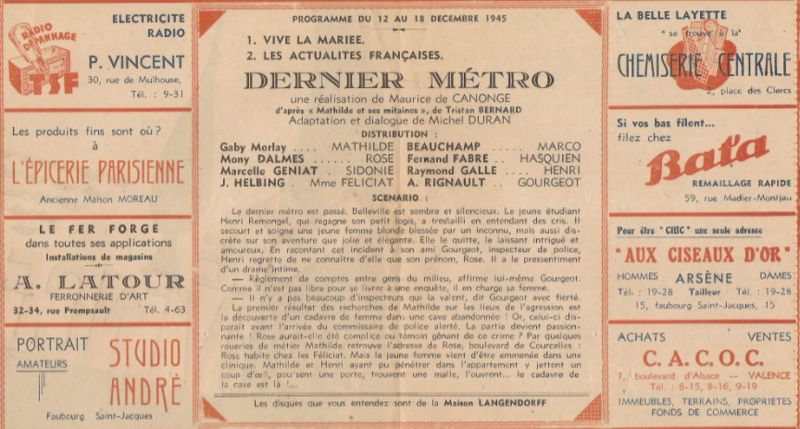 RADIO
DÉPANNAGE
TSF
ELECTRICITE
RADIO
P. VINCENT
30, rue de Mulhouse,
Tél. : 9-31
Les produits fins sont où ?
à
L'ÉPICERIE PARISIENNE
Ancienne Maison MOREAU
LE FER FORGÉ
dans toutes ses applications
Installations de magasins
A. LATOUR
FERRONNERIE D'ART
32-34, rue Prompsault Tél. 4-63
PORTRAIT
AMATEURS
STUDIO
ANDRÉ
Faubourg Saint-Jacques
PROGRAMME DU 12 AU 18 DECEMBRE 1945
1. VIVE LA MARIEE.
2. LES ACTUALITES FRANÇAISES.
DERNIER MÉTRO
une réalisation de Maurice de CANONGE
d'après « Mathilde et ses mitaines », de Tristan BERNARD
Adaptation et dialogue de Michel DURAN
DISTRIBUTION :
Gaby Morlay .... MATHILDE BEAUCHAMP ..... MARCO
Mony DALMES ..... ROSE Fernand FABRE .. HASQUIEN
Marcelle GENIAT . SIDONIE Raymond GALLE .... HENRI
J. HELBING . Mme FELICIAT A. RIGNAULT .. GOURGEOT
SCENARIO :
Le dernier métro est passé. Belleville est sombre et silencieux. Le jeune étudiant
Henri Remongel, qui regagne son petit logis, a trestailli en entendant des cris. Il
secourt et soigne une jeune femme blonde blessée par un inconnu, mais aussi dis-
crète sur son aventure que jolie et élégante. Elle le quitte, le laissant intrigué et
amoureux. En racontant cet incident à son ami Gourgeot, inspecteur de police,
Henri regrette de ne connaître d'elle que son prénom, Rose. Il a le pressentiment
d'un drame intime.
— Règlement de comptes entre gens du milieu, affirme lui-même Gourgeot.
Comme il n'est pas libre pour se livrer à une enquête, il en charge sa femme.
— Il n'y a pas beaucoup d'inspecteurs qui la valent, dit Gourgeot avec fierté.
Le premier résultat des recherches de Mathilde sur les lieux de l'agression est
la découverte d'un cadavre de femme dans une cave abandonnée ! Or, celui-ci dis-
paraît avant l'arrivée du commissaire de police alerté. La partie devient passion-
nante ! Rose aurait-elle été complice ou témoin gênant de ce crime ? Par quelques
roueries de métier Mathilde retrouve l'adresse de Rose, boulevard de Courcelles :
Rose habite chez les Féliciat. Mais la jeune femme vient d'être emmenée dans une
clinique. Mathilde et Henri ayant pu pénétrer dans l'appartement y jettent un
coup d'œil, poussent une porte, trouvent une malle, l'ouvrent... le cadavre de
la cave est là !...
Les disques que vous entendez sont de la Maison LANGENDORFF
LA BELLE LAYETTE
"se trouve à la"
CHEMISERIE CENTRALE
2, place des Clercs
Si vos bas filent...
filez chez
Bat'a
REMAILLAGE RAPIDE
59, rue Madier-Montjau
Pour être "CHIC" une seule adresse
"AUX CISEAUX D'OR"
HOMMES ARSÈNE DAMES
Tél. : 19-28 Tailleur Tél. : 19-28
15, faubourg Saint-Jacques, 15
ACHATS VENTES
C. A. C. O. C.
7, boulevard d'Alsace -- VALENCE
Tél. : 8-15, 8-16, 9-19
IMMEUBLES, TERRAINS, PROPRIETES
FONDS DE COMMERCE